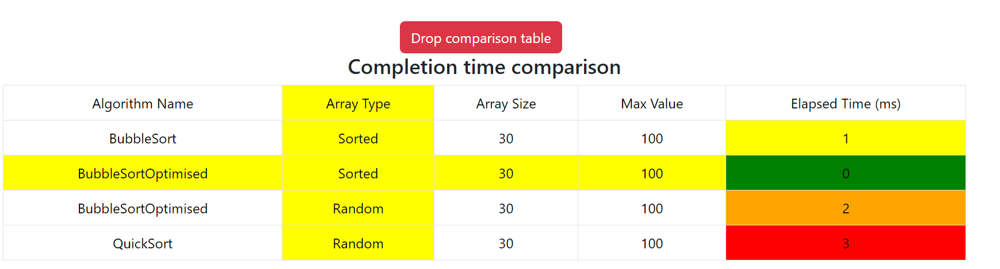 Drop comparison table
Completion time comparison
Algorithm Name Array Type Array Size Max Value Elapsed Time (ms)
BubbleSort Sorted 30 100 1
BubbleSortOptimised Sorted 30 100 0
BubbleSortOptimised Random 30 100 2
QuickSort Random 30 100 3